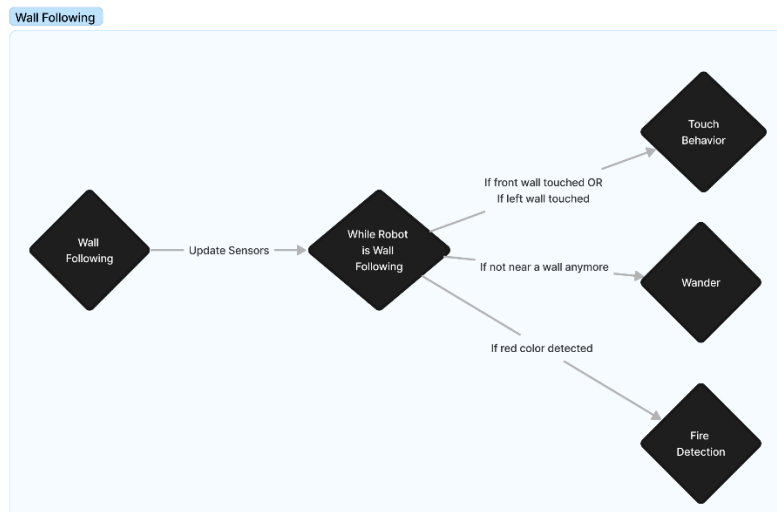 Wall Following
Wall
Following
Update Sensors
While Robot
is Wall
Following
If front wall touched OR
If left wall touched
Touch
Behavior
If not near a wall anymore
Wander
If red color detected
Fire
Detection